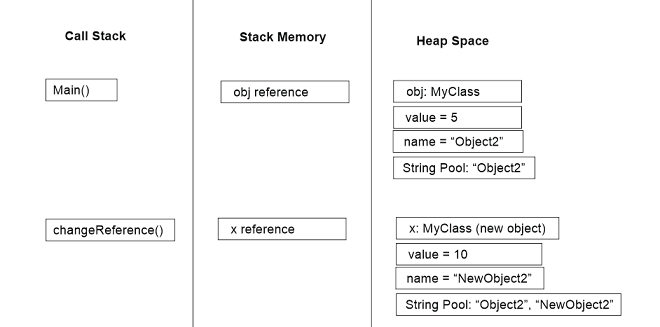 Call Stack
Stack Memory
Heap Space
Main()
obj reference
obj: MyClass
value = 5
name = “Object2”
String Pool: “Object2”
changeReference()
x reference
x: MyClass (new object)
value = 10
name = “NewObject2”
String Pool: “Object2”, “NewObject2”